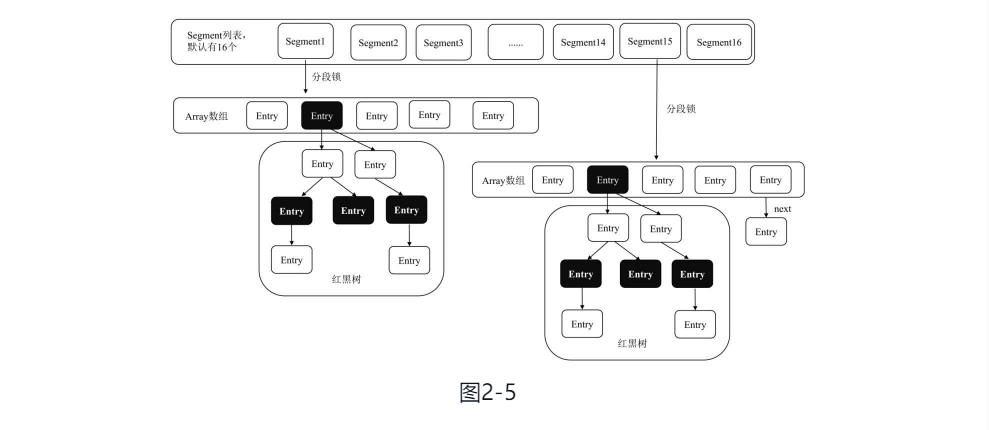 Segment列表，
默认有16个
Segment1
Segment2
Segment3
......
Segment14
Segment15
Segment16
分段锁
分段锁
Array数组
Entry
Entry
Entry
Entry
Entry
Entry
Entry
Entry
Entry
Entry
Entry
Entry
红黑树
Array数组
Entry
Entry
Entry
Entry
Entry
next
Entry
Entry
Entry
Entry
Entry
Entry
Entry
Entry
红黑树
图2-5